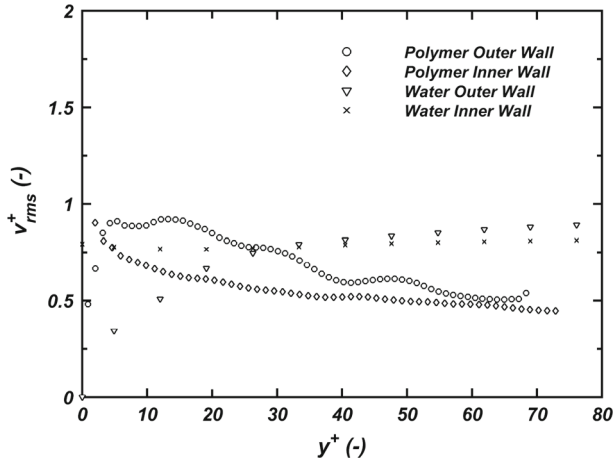 2
Polymer Outer Wall
Polymer Inner Wall
Water Outer Wall
Water Inner Wall
1.5
1
0.5
0
v+rms (-)
0 10 20 30 40 50 60 70 80
y+ (-)